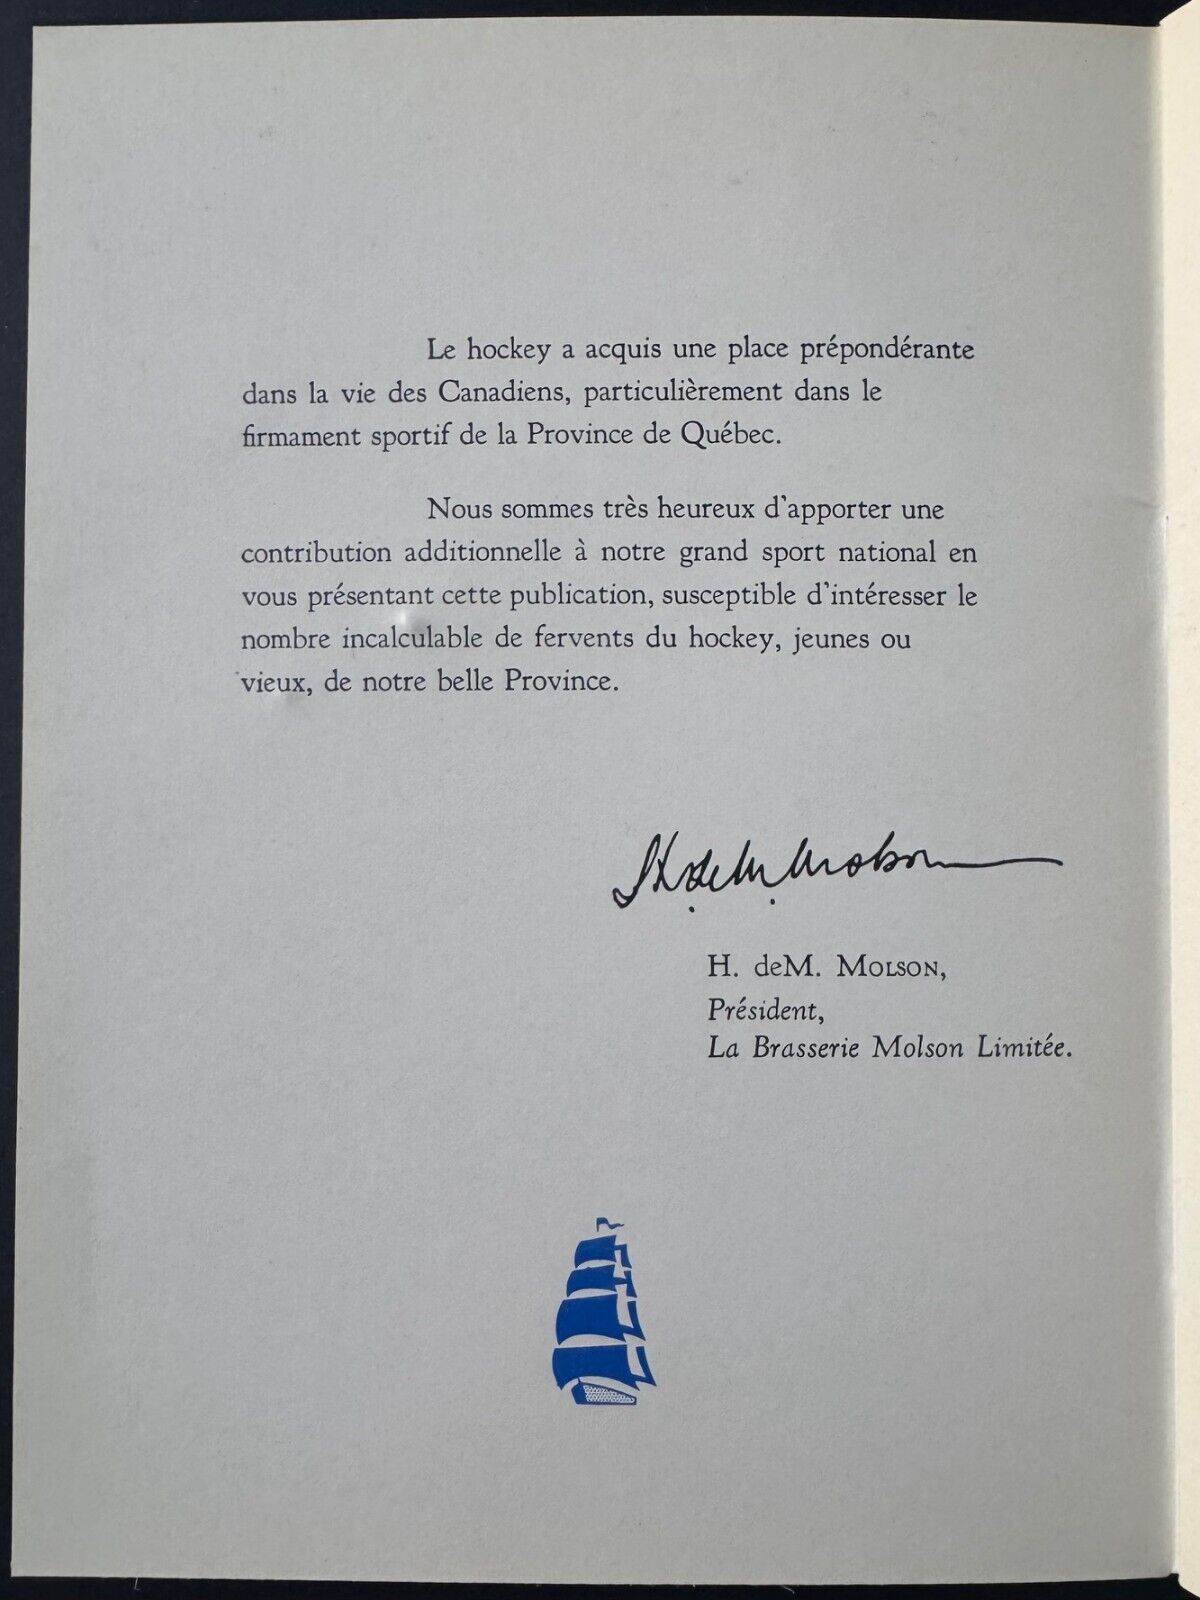 Le hockey a acquis une place prépondérante
dans la vie des Canadiens, particulièrement dans le
firmament sportif de la Province de Québec.
Nous sommes très heureux d'apporter une
contribution additionnelle à notre grand sport national en
vous présentant cette publication, susceptible d'intéresser le
nombre incalculable de fervents du hockey, jeunes ou
vieux, de notre belle Province.
H. deM. Molson
H. deM. MOLSON,
Président,
La Brasserie Molson Limitée.